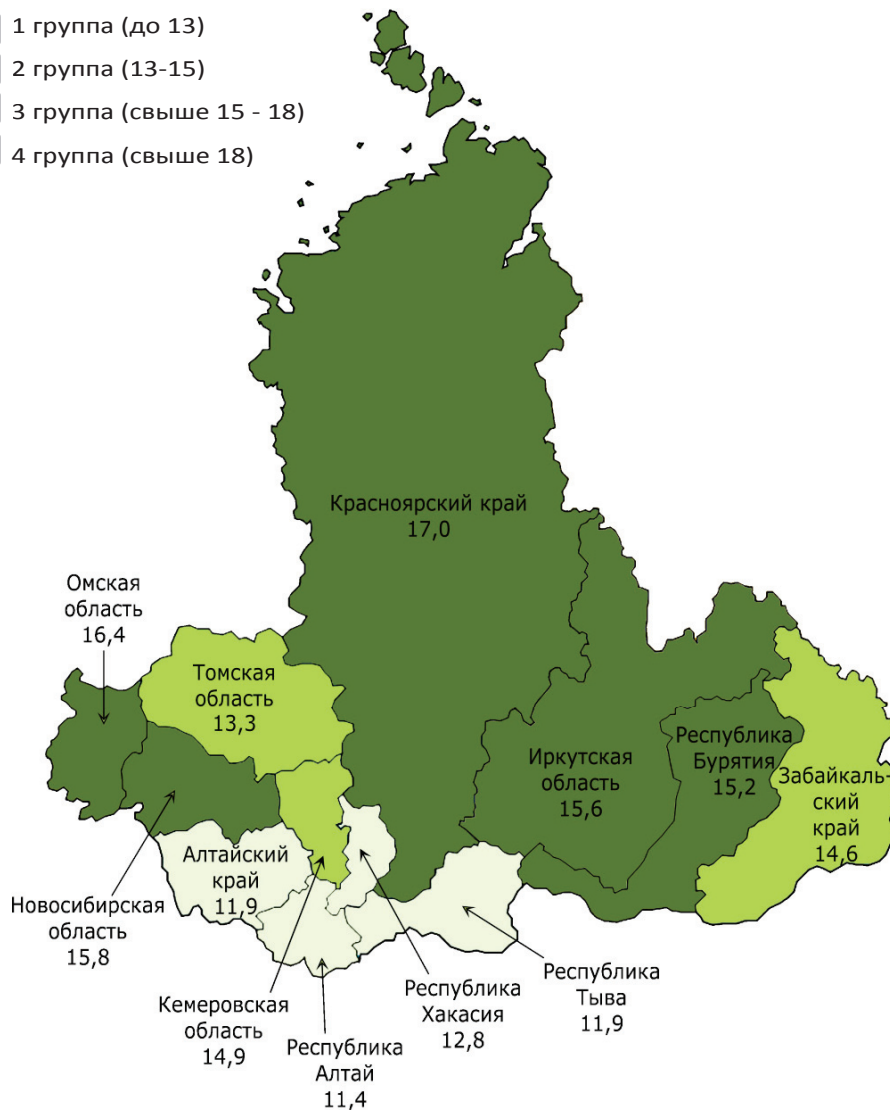 1 группа (до 13)
2 группа (13-15)
3 группа (свыше 15 - 18)
4 группа (свыше 18)
Красноярский край
17,0
Омская
область
16,4
Томская
область
13,3
Иркутская
область
15,6
Республика
Бурятия
15,2
Забайкаль-
ский
край
14,6
Алтайский
край
11,9
Новосибирская
область
15,8
Кемеровская
область
14,9
Республика
Алтай
11,4
Республика
Хакасия
12,8
Республика
Тыва
11,9